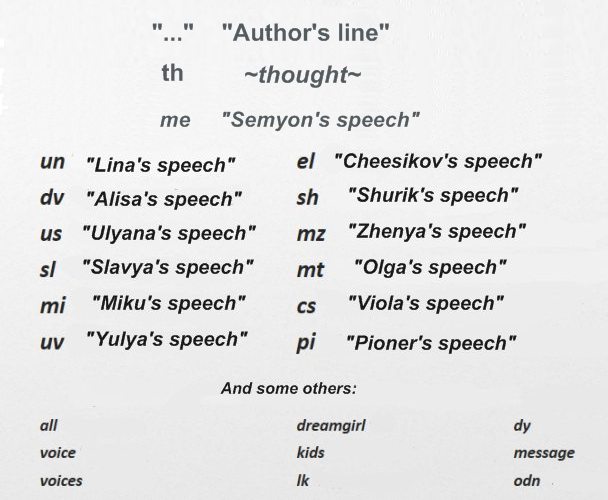 "..." "Author's line"
th ~thought~
me "Semyon's speech"
un "Lina's speech" el "Cheesikov's speech"
dv "Alisa's speech" sh "Shurik's speech"
us "Ulyana's speech" mz "Zhenya's speech"
sl "Slavya's speech" mt "Olga's speech"
mi "Miku's speech" cs "Viola's speech"
uv "Yulya's speech" pi "Pioner's speech"
And some others:
all dreamgirl dy
voice kids message
voices lk odn